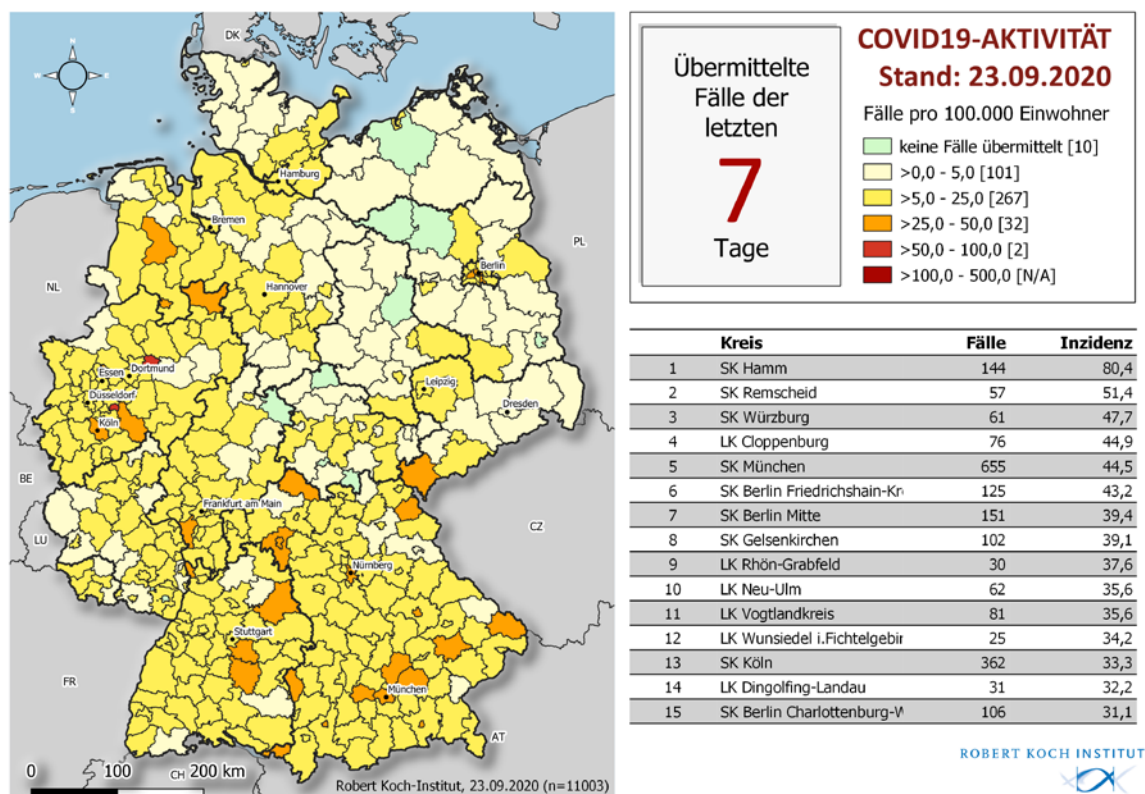 DK
N
W
E
S
Hamburg
Bremen
PL
Berlin
NL
Hannover
Essen
Dortmund
Düsseldorf
Leipzig
Köln
Dresden
BE
Frankfurt am Main
CZ
LU
Nürnberg
Stuttgart
FR
München
AT
CH
0 100 200 km
Robert Koch-Institut, 23.09.2020 (n=11003)
Übermittelte
Fälle der
letzten
7
Tage
COVID19-AKTIVITÄT
Stand: 23.09.2020
Fälle pro 100.000 Einwohner
keine Fälle übermittelt [10]
>0,0 - 5,0 [101]
>5,0 - 25,0 [267]
>25,0 - 50,0 [32]
>50,0 - 100,0 [2]
>100,0 - 500,0 [N/A]
Kreis Fälle Inzidenz
1 SK Hamm 144 80,4
2 SK Remscheid 57 51,4
3 SK Würzburg 61 47,7
4 LK Cloppenburg 76 44,9
5 SK München 655 44,5
6 SK Berlin Friedrichshain-Kr 125 43,2
7 SK Berlin Mitte 151 39,4
8 SK Gelsenkirchen 102 39,1
9 LK Rhön-Grabfeld 30 37,6
10 LK Neu-Ulm 62 35,6
11 LK Vogtlandkreis 81 35,6
12 LK Wunsiedel i.Fichtelgebir 25 34,2
13 SK Köln 362 33,3
14 LK Dingolfing-Landau 31 32,2
15 SK Berlin Charlottenburg-W 106 31,1
ROBERT KOCH INSTITUT